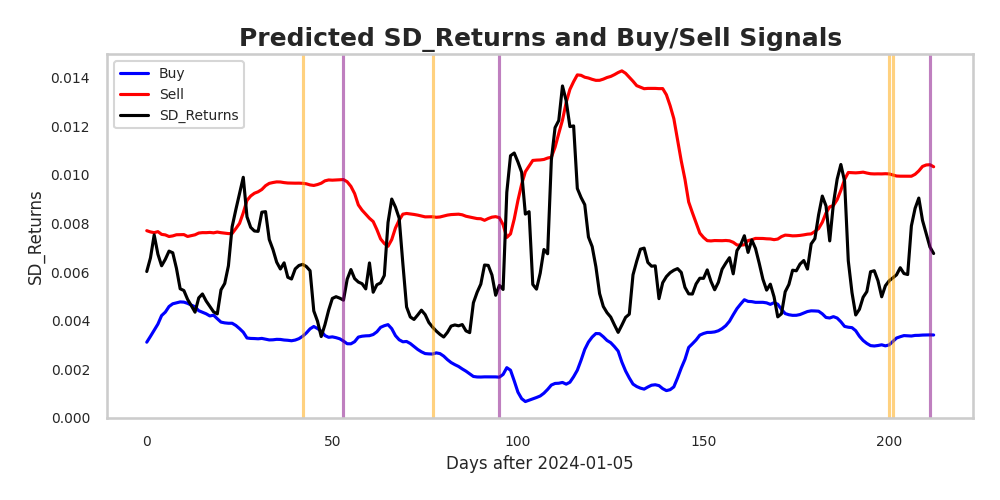 Predicted SD_Returns and Buy/Sell Signals
Buy
Sell
SD_Returns
SD_Returns
0.014
0.012
0.010
0.008
0.006
0.004
0.002
0.000
0
50
100
150
200
Days after 2024-01-05